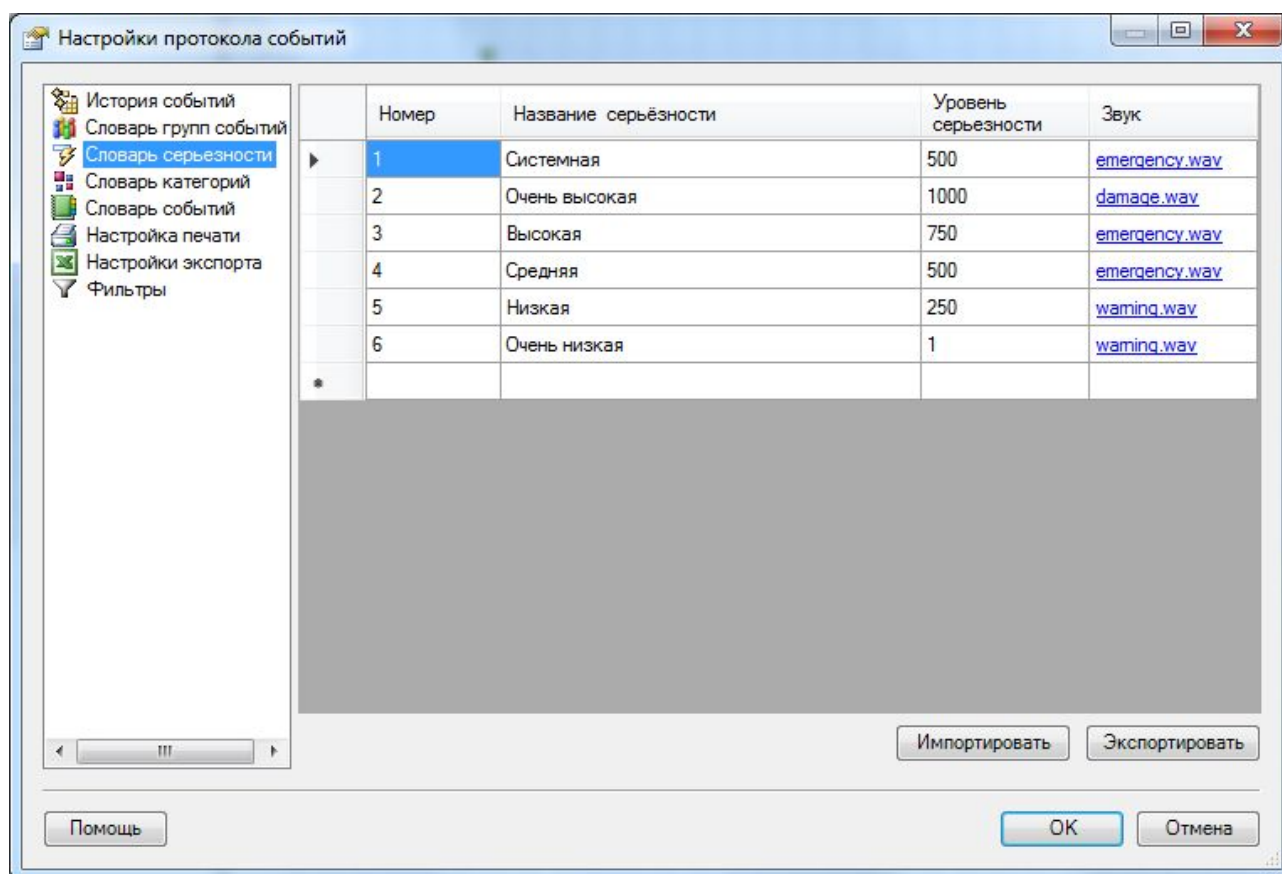 Настройки протокола событий
История событий
Словарь групп событий
Словарь серьезности
Словарь категорий
Словарь событий
Настройка печати
Настройки экспорта
Фильтры
Номер Название серьёзности Уровень серьезности Звук
1 Системная 500 emergency.wav
2 Очень высокая 1000 damage.wav
3 Высокая 750 emergency.wav
4 Средняя 500 emergency.wav
5 Низкая 250 warning.wav
6 Очень низкая 1 warning.wav
Импортировать Экспортировать
Помощь OK Отмена